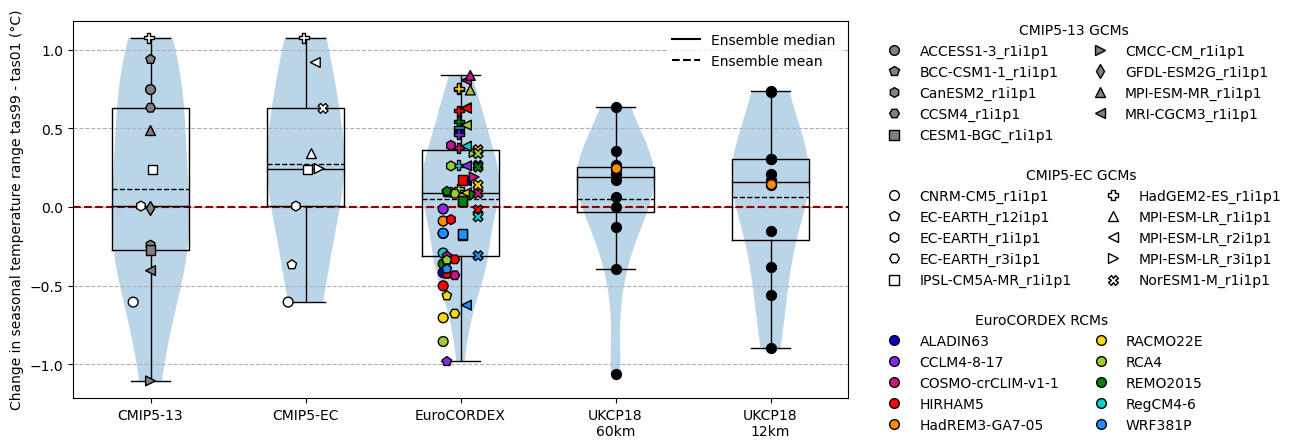 Change in seasonal temperature range tas99 - tas01 (°C)
1.0
0.5
0.0
−0.5
−1.0
Ensemble median
Ensemble mean
CMIP5-13
CMIP5-EC
EuroCORDEX
UKCP18
60km
UKCP18
12km
CMIP5-13 GCMs
ACCESS1-3_r1i1p1
BCC-CSM1-1_r1i1p1
CanESM2_r1i1p1
CCSM4_r1i1p1
CESM1-BGC_r1i1p1
CMCC-CM_r1i1p1
GFDL-ESM2G_r1i1p1
MPI-ESM-MR_r1i1p1
MRI-CGCM3_r1i1p1
CMIP5-EC GCMs
CNRM-CM5_r1i1p1
EC-EARTH_r12i1p1
EC-EARTH_r1i1p1
EC-EARTH_r3i1p1
IPSL-CM5A-MR_r1i1p1
HadGEM2-ES_r1i1p1
MPI-ESM-LR_r1i1p1
MPI-ESM-LR_r2i1p1
MPI-ESM-LR_r3i1p1
NorESM1-M_r1i1p1
EuroCORDEX RCMs
ALADIN63
CCLM4-8-17
COSMO-crCLIM-v1-1
HIRHAM5
HadREM3-GA7-05
RACMO22E
RCA4
REMO2015
RegCM4-6
WRF381P